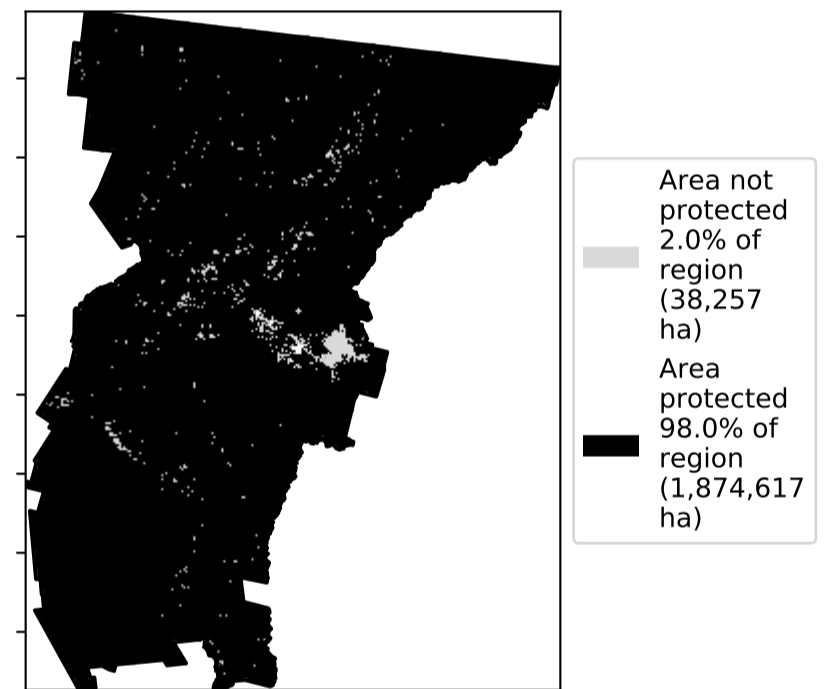 Area not
protected
2.0% of
region
(38,257
ha)
Area
protected
98.0% of
region
(1,874,617
ha)